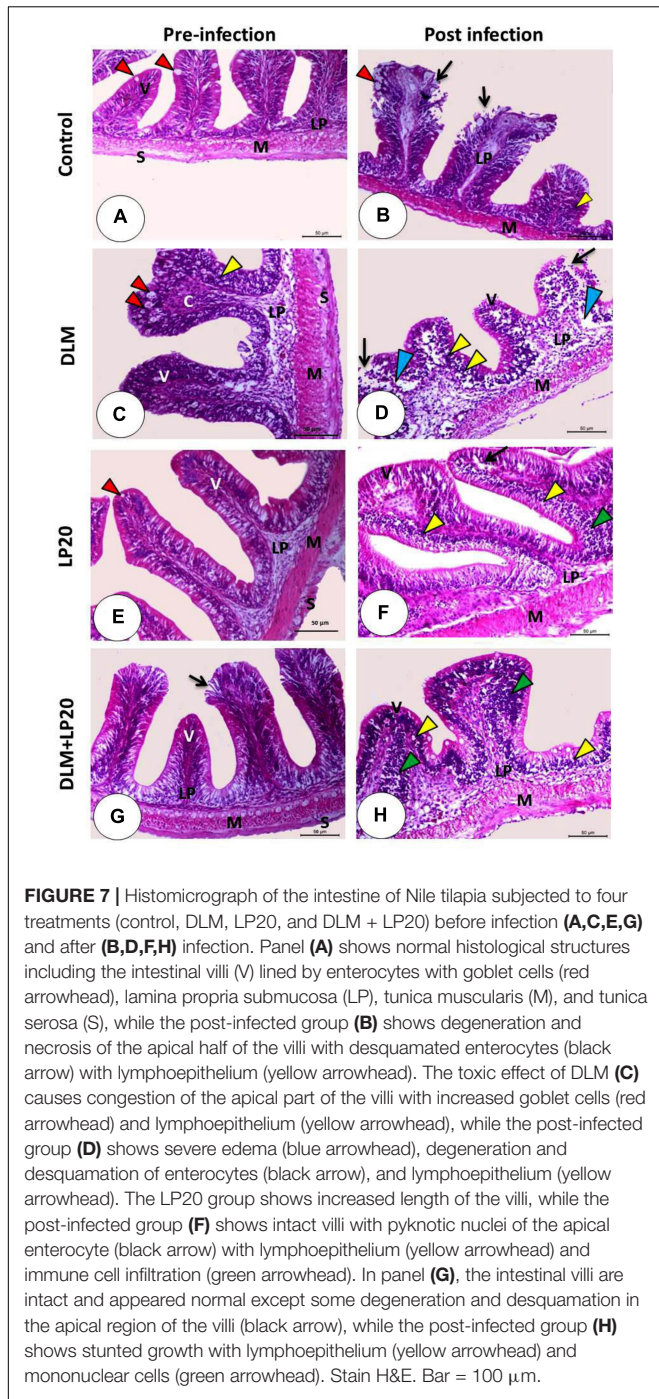 Pre-infection Post infection
Control
V
LP
S
M
A
LP
M
B
50 µm
DLM
C
V
LP
S
M
C
V
LP
M
D
LP20
V
LP
M
S
E
50 µm
V
LP
M
F
DLM+LP20
V
LP
M
S
G
V
LP
M
H
FIGURE 7 | Histomicrograph of the intestine of Nile tilapia subjected to four
treatments (control, DLM, LP20, and DLM + LP20) before infection (A,C,E,G)
and after (B,D,F,H) infection. Panel (A) shows normal histological structures
including the intestinal villi (V) lined by enterocytes with goblet cells (red
arrowhead), lamina propria submucosa (LP), tunica muscularis (M), and tunica
serosa (S), while the post-infected group (B) shows degeneration and
necrosis of the apical half of the villi with desquamated enterocytes (black
arrow) with lymphoepithelium (yellow arrowhead). The toxic effect of DLM (C)
causes congestion of the apical part of the villi with increased goblet cells (red
arrowhead) and lymphoepithelium (yellow arrowhead), while the post-infected
group (D) shows severe edema (blue arrowhead), degeneration and
desquamation of enterocytes (black arrow), and lymphoepithelium (yellow
arrowhead). The LP20 group shows increased length of the villi, while the
post-infected group (F) shows intact villi with pyknotic nuclei of the apical
enterocyte (black arrow) with lymphoepithelium (yellow arrowhead) and
immune cell infiltration (green arrowhead). In panel (G), the intestinal villi are
intact and appeared normal except some degeneration and desquamation in
the apical region of the villi (black arrow), while the post-infected group (H)
shows stunted growth with lymphoepithelium (yellow arrowhead) and
mononuclear cells (green arrowhead). Stain H&E. Bar = 100 µm.